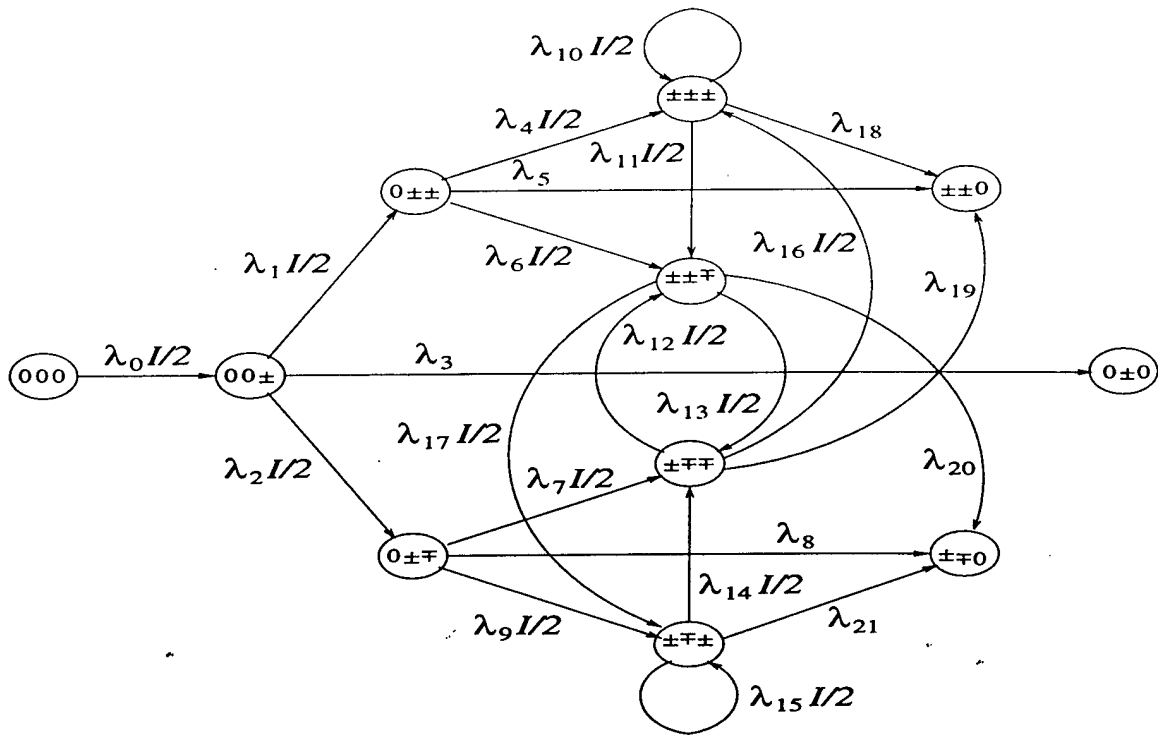 λ₁₀ I/2
±±±
λ₄ I/2
λ₁₁ I/2
λ₁₈
λ₅
0±±
±±0
λ₆ I/2
λ₁₆ I/2
λ₁ I/2
±±∓
λ₁₉
λ₁₂ I/2
λ₀ I/2
λ₃
000
00±
0±0
λ₁₃ I/2
λ₁₇ I/2
±∓∓
λ₂ I/2
λ₇ I/2
λ₂₀
λ₈
0±∓
±∓0
λ₁₄ I/2
λ₉ I/2
λ₂₁
±∓±
λ₁₅ I/2